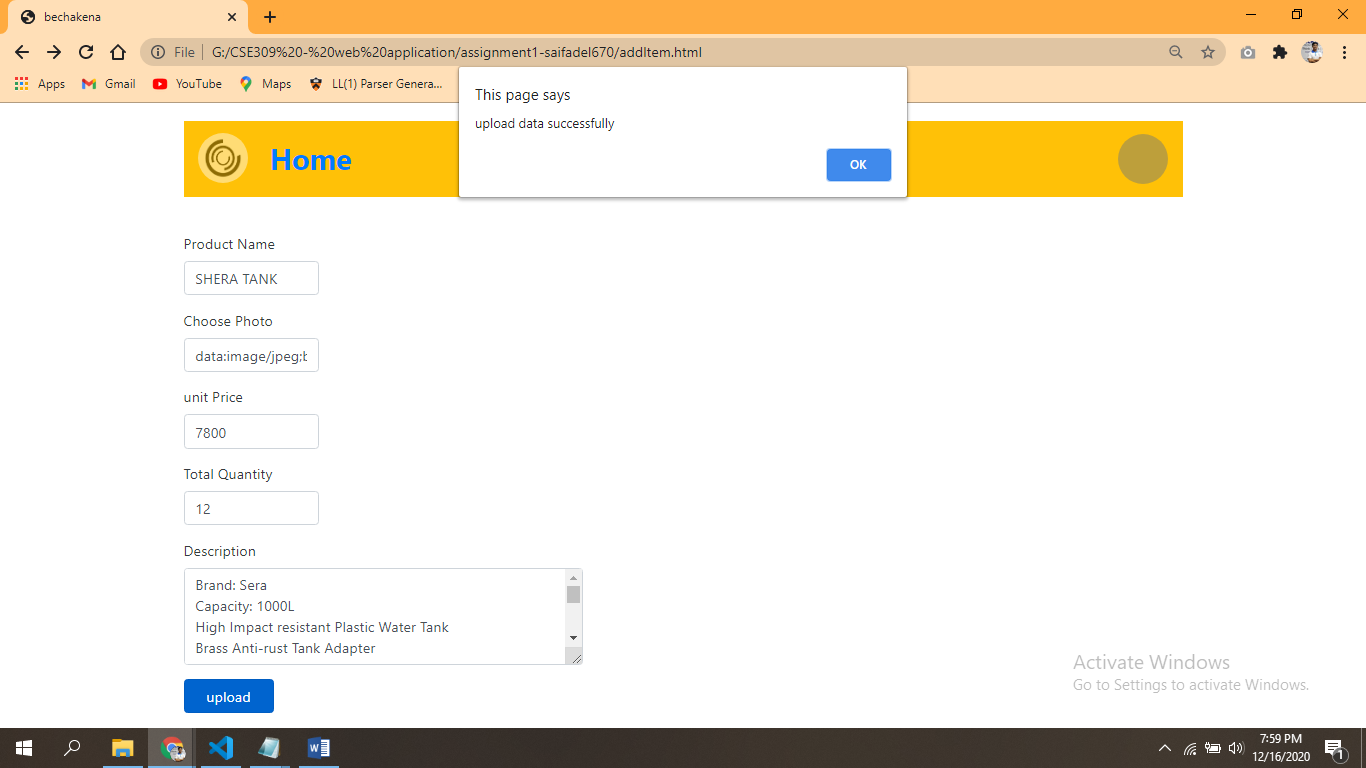 bechakena
File
G:/CSE309%20-%20web%20application/assignment1-saifadel670/addItem.html
Apps
Gmail
YouTube
Maps
LL(1) Parser Genera...
This page says
upload data successfully
OK
Home
Product Name
SHERA TANK
Choose Photo
data:image/jpeg;b
unit Price
7800
Total Quantity
12
Description
Brand: Sera
Capacity: 1000L
High Impact resistant Plastic Water Tank
Brass Anti-rust Tank Adapter
upload
Activate Windows
Go to Settings to activate Windows.
7:59 PM
12/16/2020
1